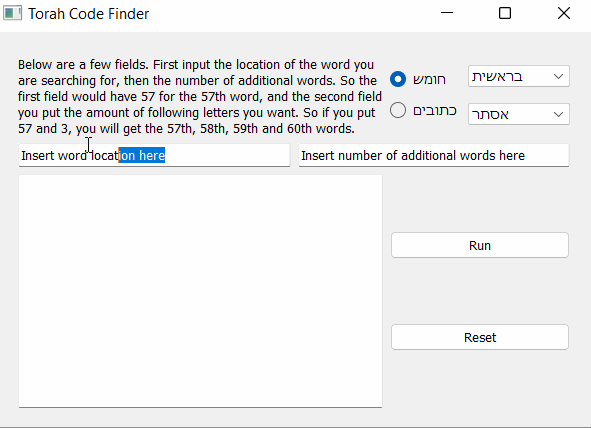 Torah Code Finder
Below are a few fields. First input the location of the word you
are searching for, then the number of additional words. So the
first field would have 57 for the 57th word, and the second field
you put the amount of following letters you want. So if you put
57 and 3, you will get the 57th, 58th, 59th and 60th words.
חומש
בראשית
כתובים
אסתר
Insert word location here
Insert number of additional words here
Run
Reset